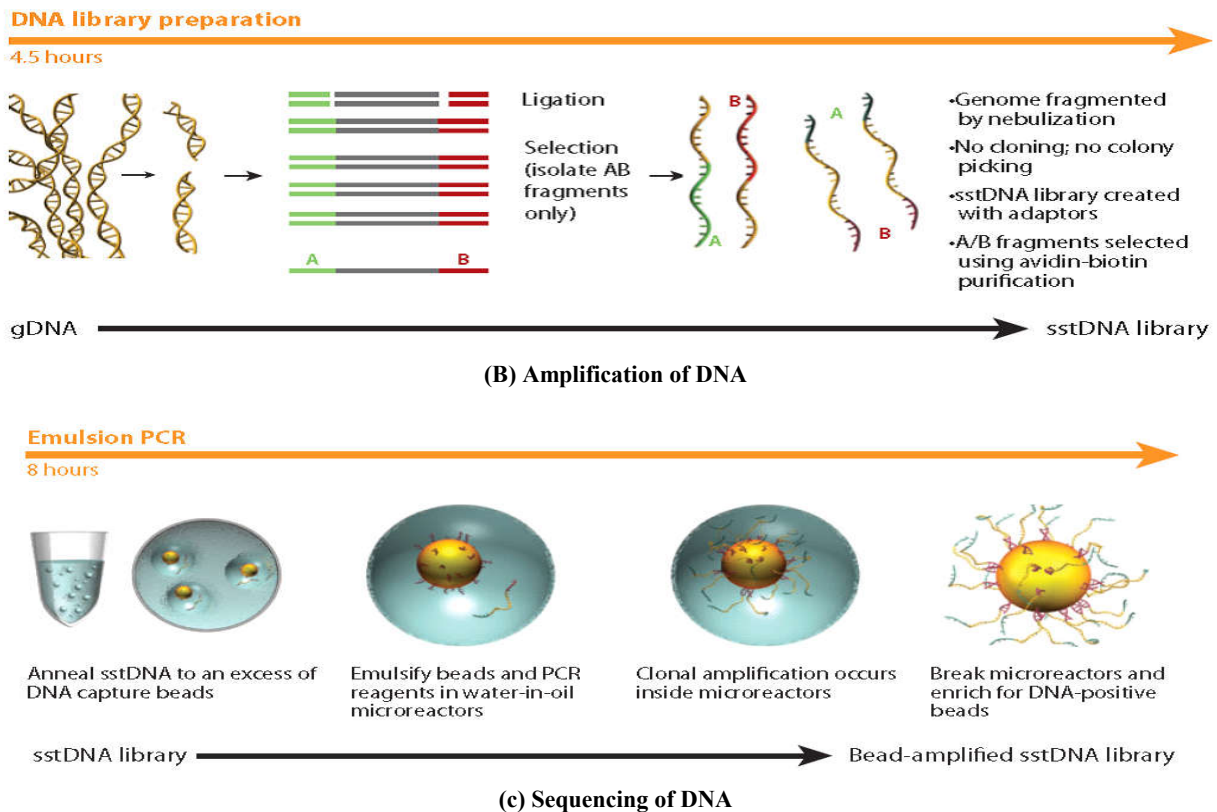 DNA library preparation
4.5 hours
Ligation
Selection
(isolate AB
fragments
only)
A
B
B
A
A
B
•Genome fragmented
by nebulization
•No cloning; no colony
picking
•sstDNA library created
with adaptors
•A/B fragments selected
using avidin-biotin
purification
gDNA
sstDNA library
(B) Amplification of DNA
Emulsion PCR
8 hours
Anneal sstDNA to an excess of
DNA capture beads
Emulsify beads and PCR
reagents in water-in-oil
microreactors
Clonal amplification occurs
inside microreactors
Break microreactors and
enrich for DNA-positive
beads
sstDNA library
Bead-amplified sstDNA library
(c) Sequencing of DNA